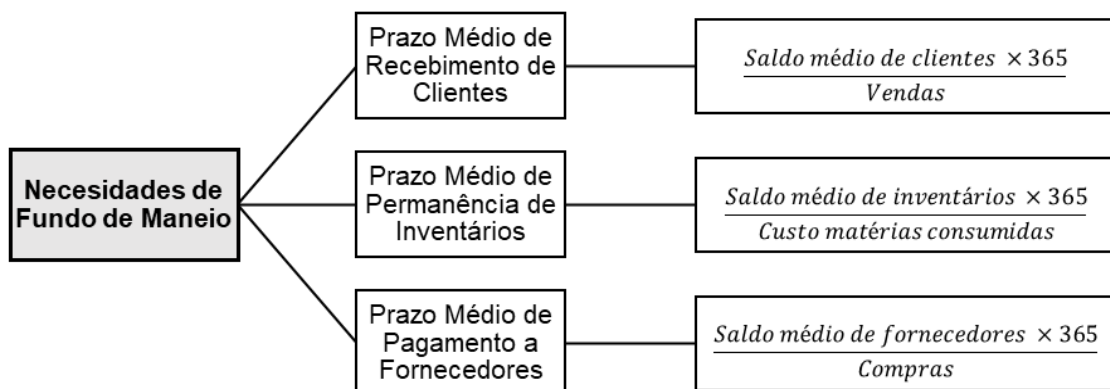 Necesidades de
Fundo de Maneio
Prazo Médio de
Recebimento de
Clientes
Saldo médio de clientes × 365
Vendas
Prazo Médio de
Permanência de
Inventários
Saldo médio de inventários × 365
Custo matérias consumidas
Prazo Médio de
Pagamento a
Fornecedores
Saldo médio de fornecedores × 365
Compras